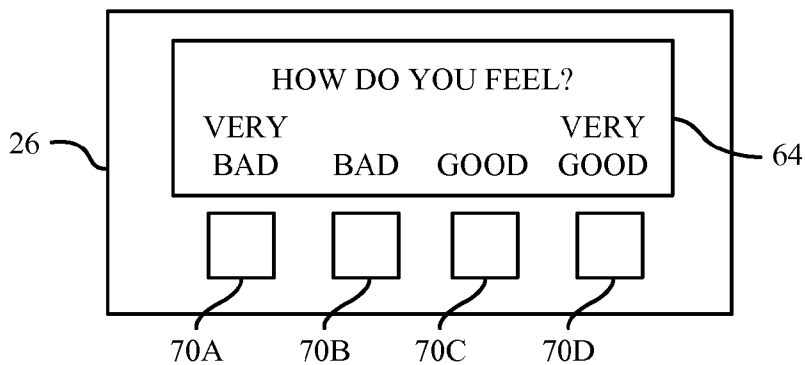 HOW DO YOU FEEL?
VERY VERY
BAD BAD GOOD GOOD
26
64
70A 70B 70C 70D